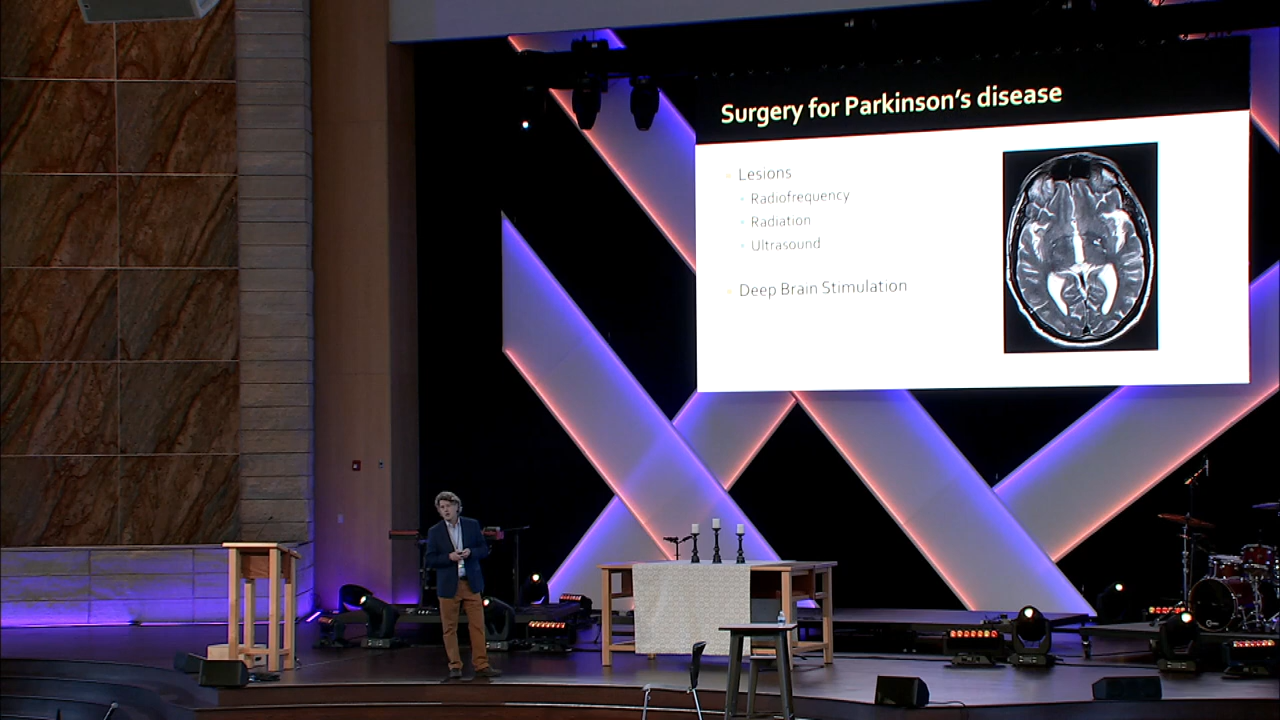 Surgery for Parkinson's disease
Lesions
Radiofrequency
Radiation
Ultrasound
Deep Brain Stimulation